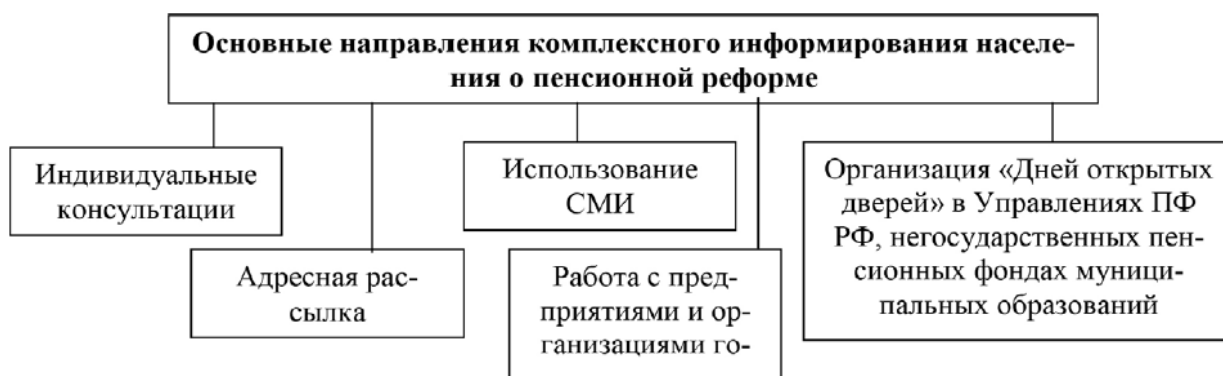 Основные направления комплексного информирования населе-
ния о пенсионной реформе
Индивидуальные
консультации
Адресная рас-
сылка
Использование
СМИ
Работа с пред-
приятиями и ор-
ганизациями го-
Организация «Дней открытых
дверей» в Управлениях ПФ
РФ, негосударственных пен-
сионных фондах муници-
пальных образований